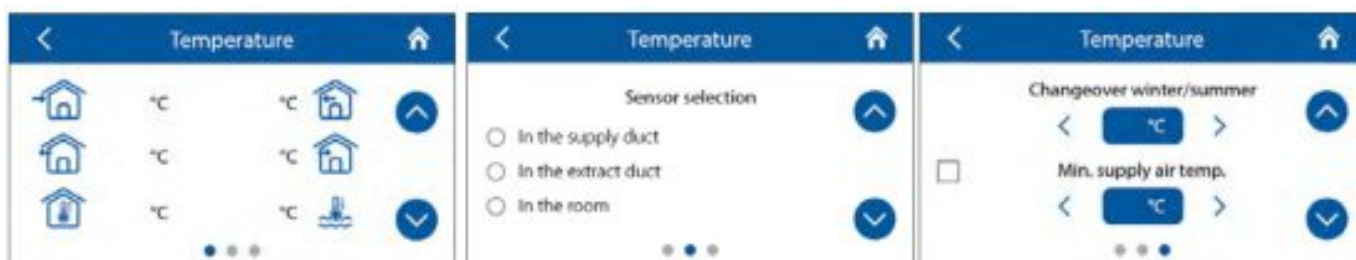 Temperature
°C °C
°C °C
°C °C
Temperature
Sensor selection
In the supply duct
In the extract duct
In the room
Temperature
Changeover winter/summer
°C
Min. supply air temp.
°C